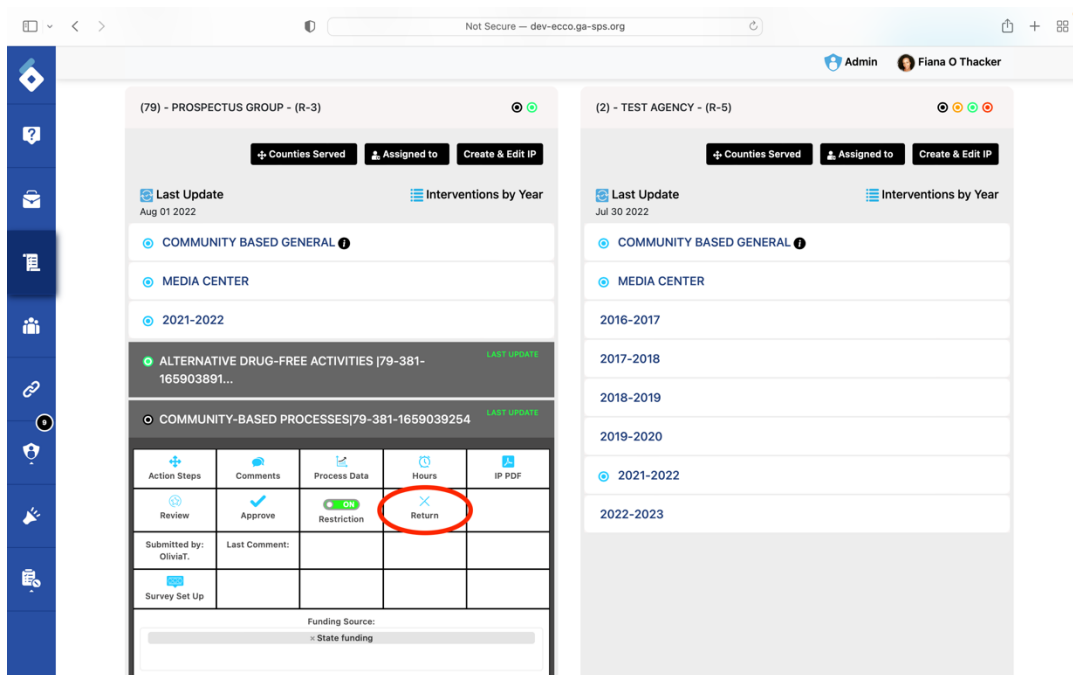 Not Secure — dev-ecco.ga-sps.org
Admin
Fiana O Thacker
(79) - PROSPECTUS GROUP - (R-3)
Counties Served
Assigned to
Create & Edit IP
Last Update
Interventions by Year
Aug 01 2022
COMMUNITY BASED GENERAL
MEDIA CENTER
2021-2022
ALTERNATIVE DRUG-FREE ACTIVITIES |79-381-
165903891...
LAST UPDATE
COMMUNITY-BASED PROCESSES|79-381-1659039254
LAST UPDATE
Action Steps
Comments
Process Data
Hours
IP PDF
Review
Approve
ON
Restriction
Return
Submitted by:
OliviaT.
Last Comment:
Survey Set Up
Funding Source:
× State funding
(2) - TEST AGENCY - (R-5)
Counties Served
Assigned to
Create & Edit IP
Last Update
Interventions by Year
Jul 30 2022
COMMUNITY BASED GENERAL
MEDIA CENTER
2016-2017
2017-2018
2018-2019
2019-2020
2021-2022
2022-2023
9